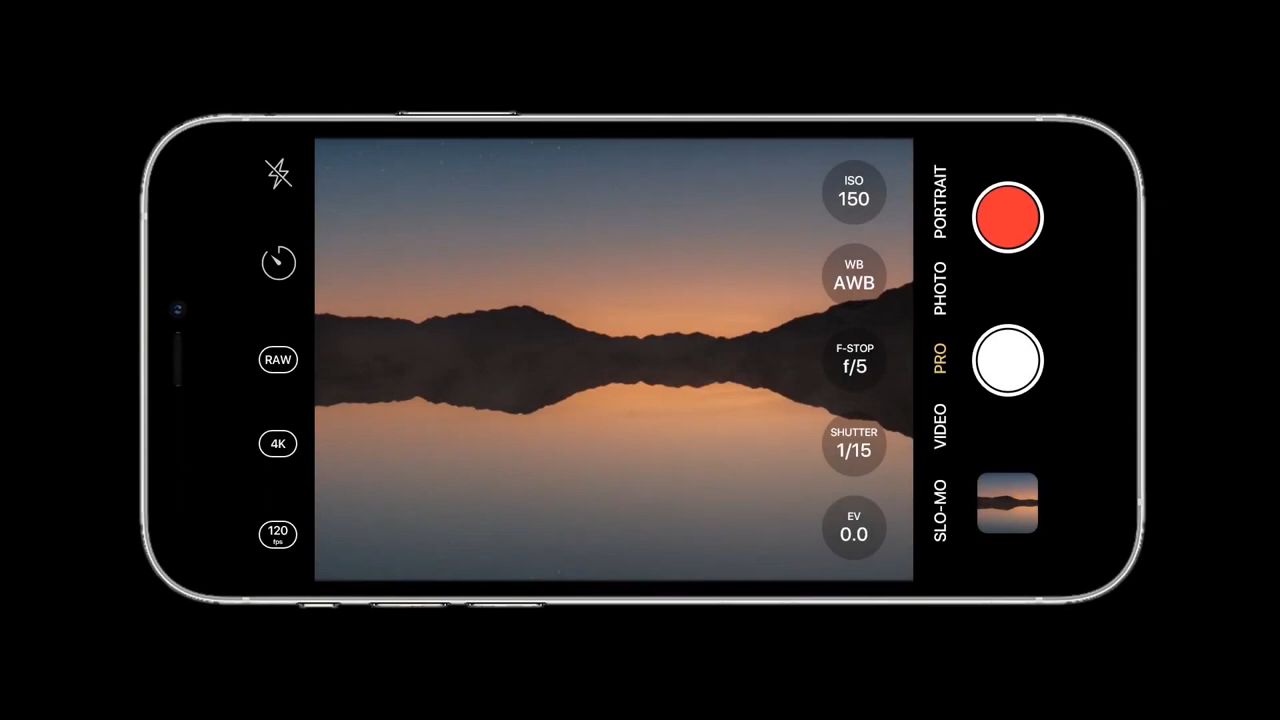 RAW
4K
120
fps
ISO
150
WB
AWB
F-STOP
f/5
SHUTTER
1/15
EV
0.0
PORTRAIT
PHOTO
PRO
VIDEO
SLO-MO